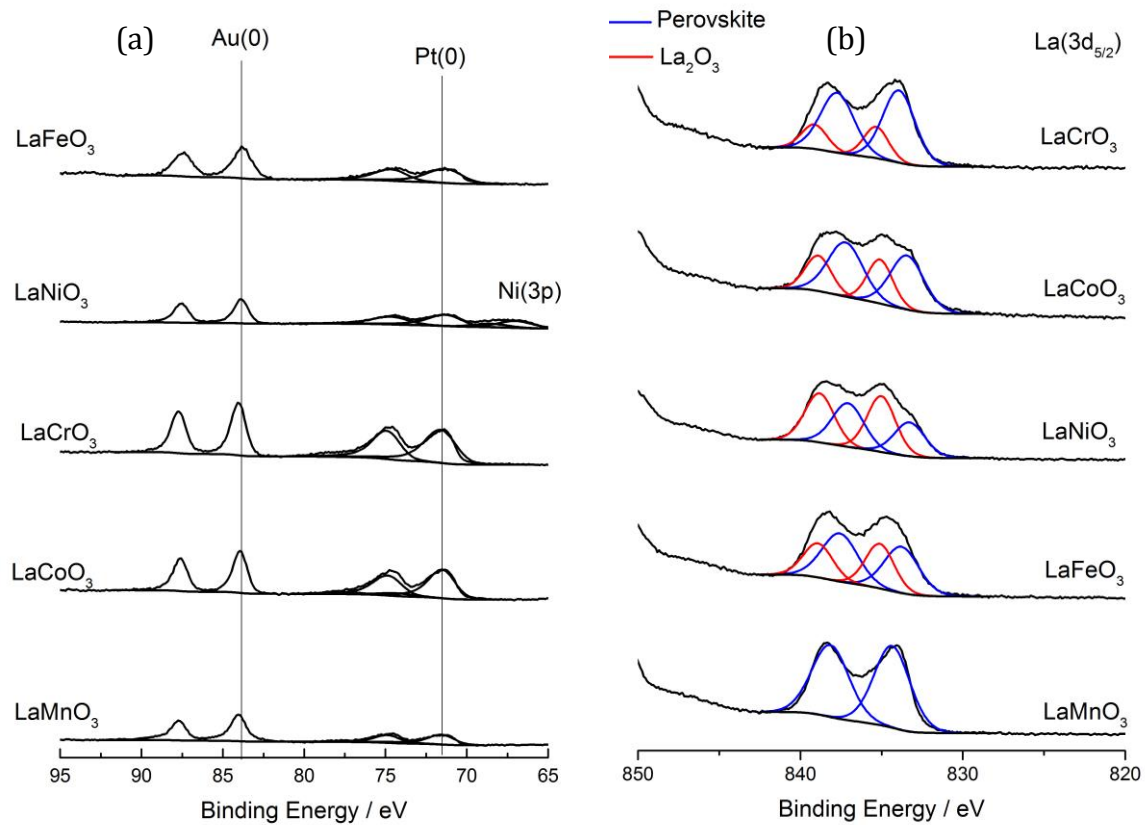 (a)
Au(0)
Pt(0)
LaFeO₃
LaNiO₃
Ni(3p)
LaCrO₃
LaCoO₃
LaMnO₃
95 90 85 80 75 70 65
Binding Energy / eV
Perovskite
La₂O₃
(b)
La(3d₅/₂)
LaCrO₃
LaCoO₃
LaNiO₃
LaFeO₃
LaMnO₃
850 840 830 820
Binding Energy / eV